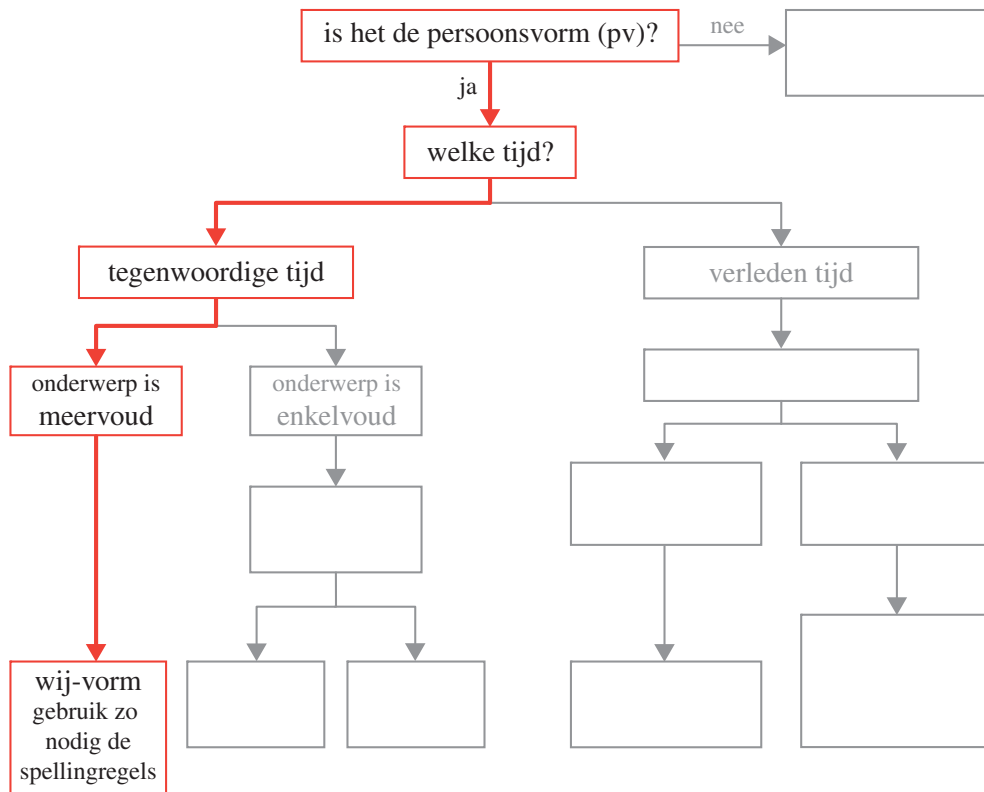 is het de persoonsvorm (pv)?
nee
ja
welke tijd?
tegenwoordige tijd
verleden tijd
onderwerp is
meervoud
onderwerp is
enkelvoud
wij-vorm
gebruik zo
nodig de
spellingregels